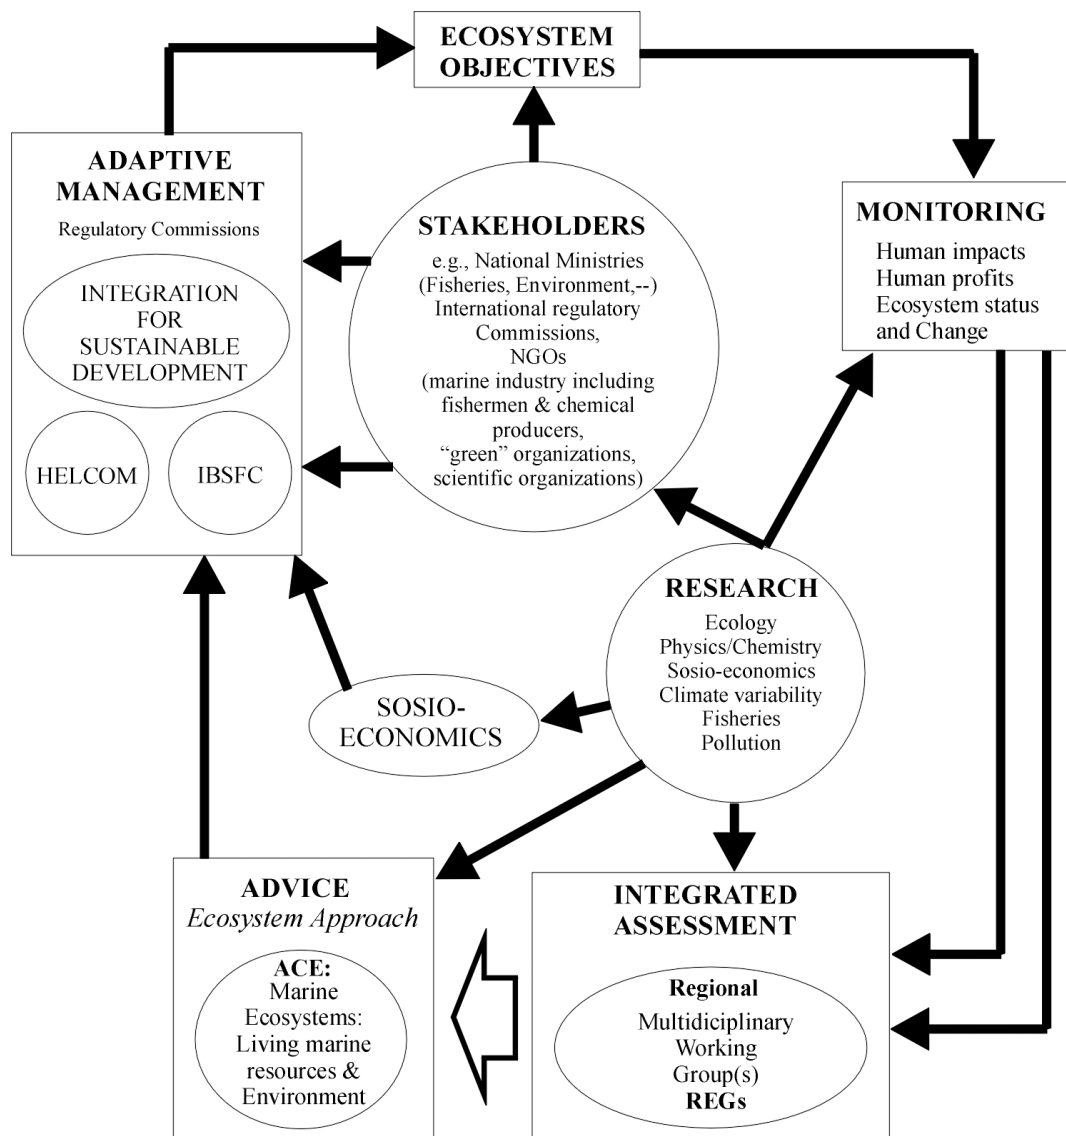 ECOSYSTEM
OBJECTIVES
ADAPTIVE
MANAGEMENT
Regulatory Commissions
INTEGRATION
FOR
SUSTAINABLE
DEVELOPMENT
HELCOM
IBSFC
STAKEHOLDERS
e.g., National Ministries
(Fisheries, Environment,--)
International regulatory
Commissions,
NGOs
(marine industry including
fishermen & chemical
producers,
“green” organizations,
scientific organizations)
MONITORING
Human impacts
Human profits
Ecosystem status
and Change
RESEARCH
Ecology
Physics/Chemistry
Sosio-economics
Climate variability
Fisheries
Pollution
SOSIO-
ECONOMICS
ADVICE
Ecosystem Approach
ACE:
Marine
Ecosystems:
Living marine
resources &
Environment
INTEGRATED
ASSESSMENT
Regional
Multidiciplinary
Working
Group(s)
REGs